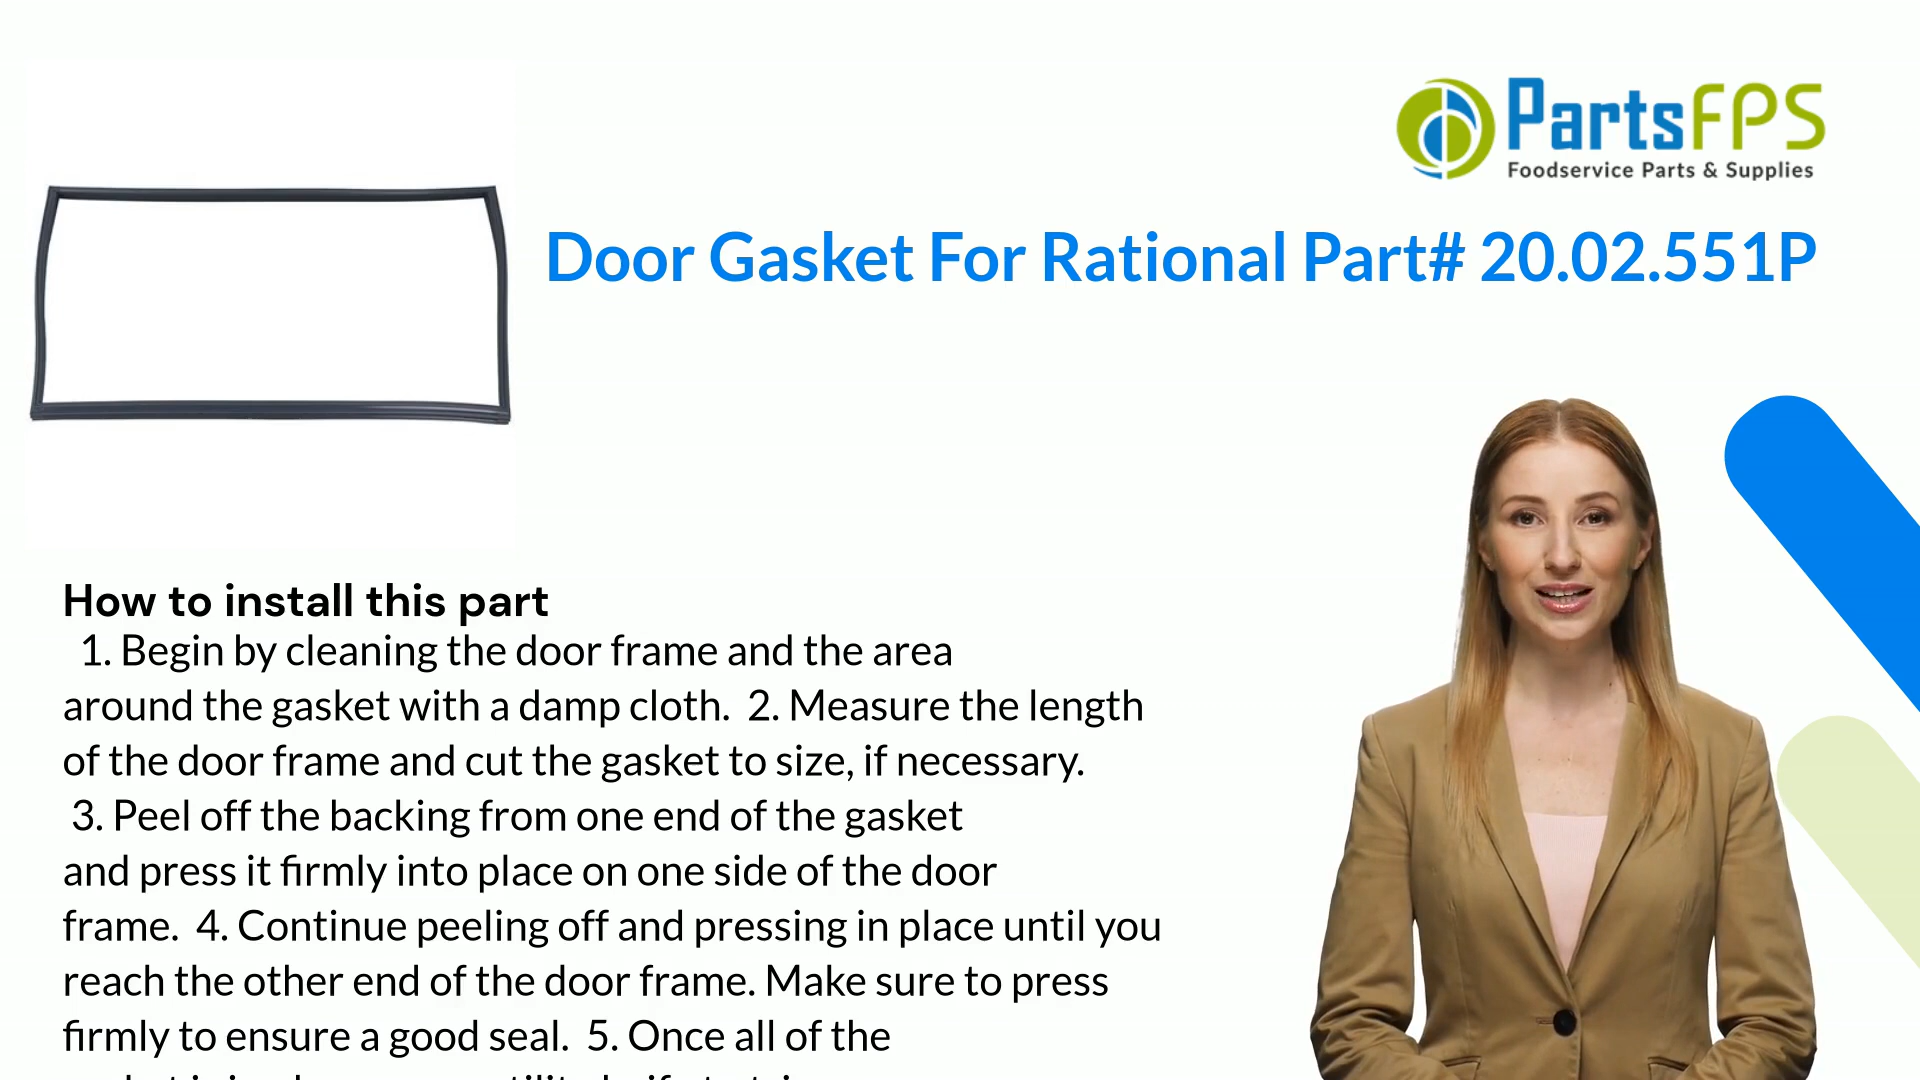 PartsFPS
Foodservice Parts & Supplies
Door Gasket For Rational Part# 20.02.551P
How to install this part
1. Begin by cleaning the door frame and the area
around the gasket with a damp cloth.  2. Measure the length
of the door frame and cut the gasket to size, if necessary.
3. Peel off the backing from one end of the gasket
and press it firmly into place on one side of the door
frame.  4. Continue peeling off and pressing in place until you
reach the other end of the door frame. Make sure to press
firmly to ensure a good seal.  5. Once all of the